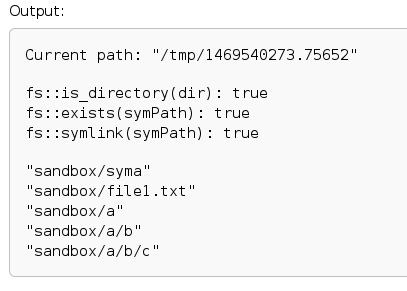 Output:
Current path: "/tmp/1469540273.75652"
fs::is_directory(dir): true
fs::exists(symPath): true
fs::symlink(symPath): true
"sandbox/syma"
"sandbox/file1.txt"
"sandbox/a"
"sandbox/a/b"
"sandbox/a/b/c"